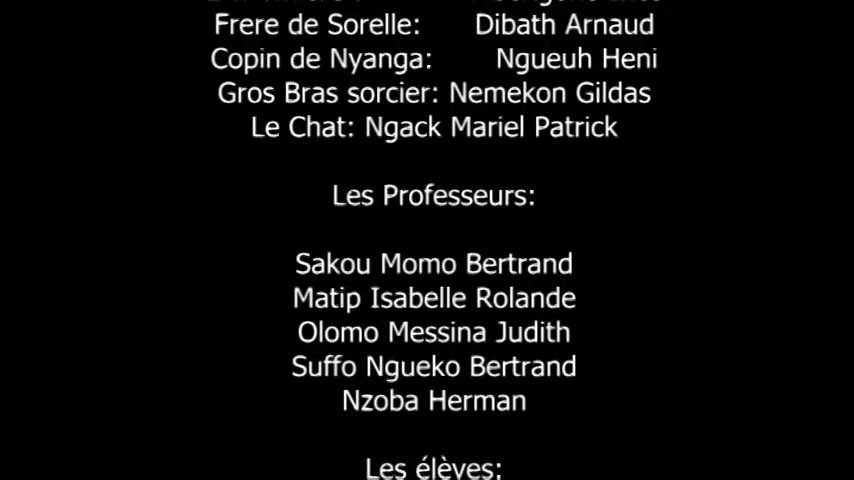 Frere de Sorelle: Dibath Arnaud
Copin de Nyanga: Ngueuh Heni
Gros Bras sorcier: Nemekon Gildas
Le Chat: Ngack Mariel Patrick
Les Professeurs:
Sakou Momo Bertrand
Matip Isabelle Rolande
Olomo Messina Judith
Suffo Ngueko Bertrand
Nzoba Herman
Les élèves: